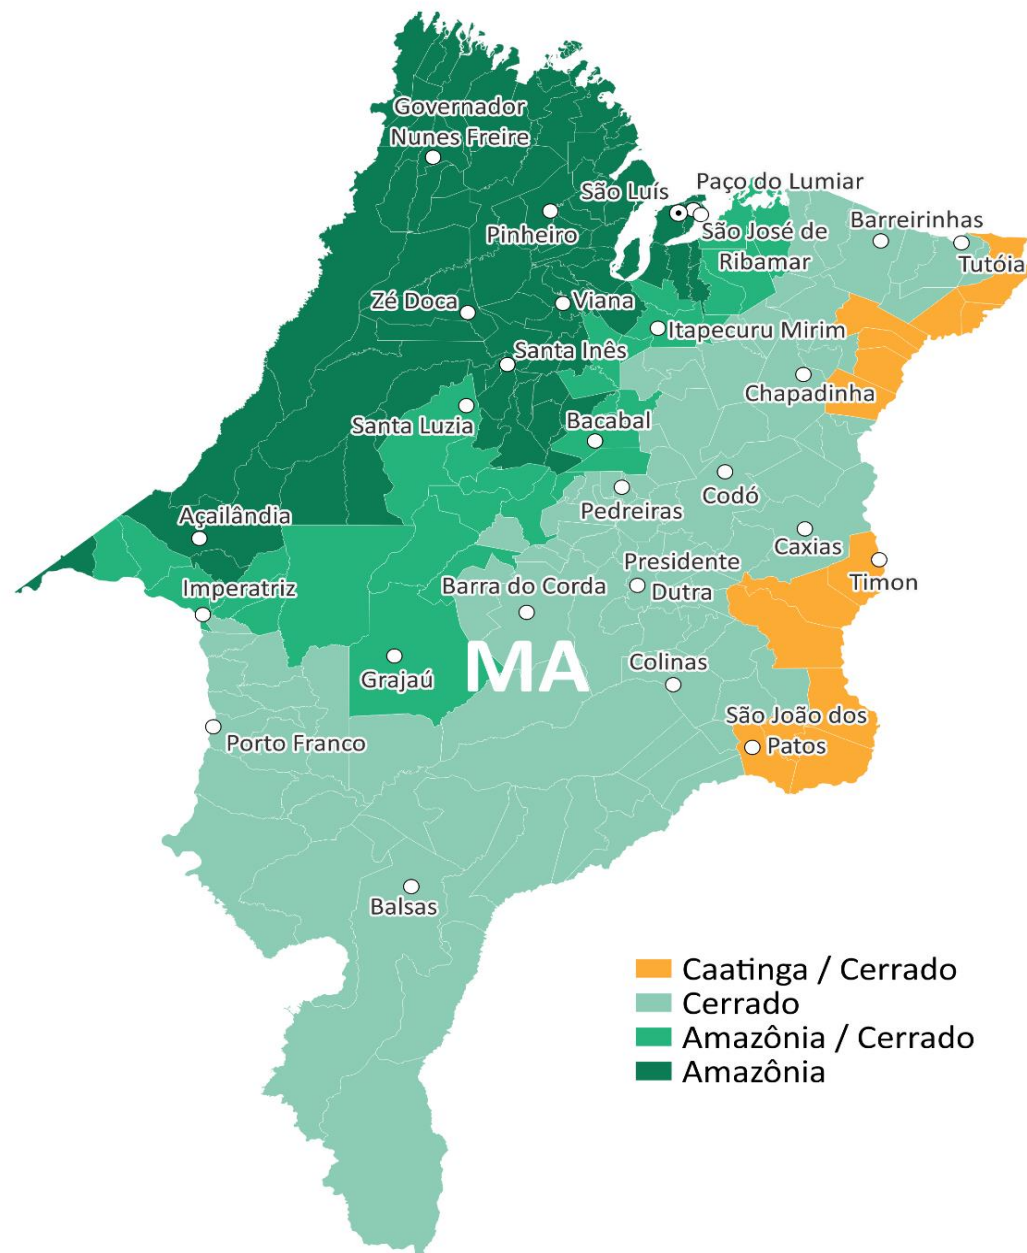 Governador
Nunes Freire
São Luís
Paço do Lumiar
Pinheiro
São José de
Ribamar
Barreirinhas
Tutóia
Zé Doca
Viana
Itapecuru Mirim
Santa Inês
Chapadinha
Santa Luzia
Bacabal
Codó
Pedreiras
Açailândia
Caxias
Imperatriz
Barra do Corda
Presidente
Dutra
Timon
MA
Grajaú
Colinas
São João dos
Patos
Porto Franco
Balsas
Caatinga / Cerrado
Cerrado
Amazônia / Cerrado
Amazônia